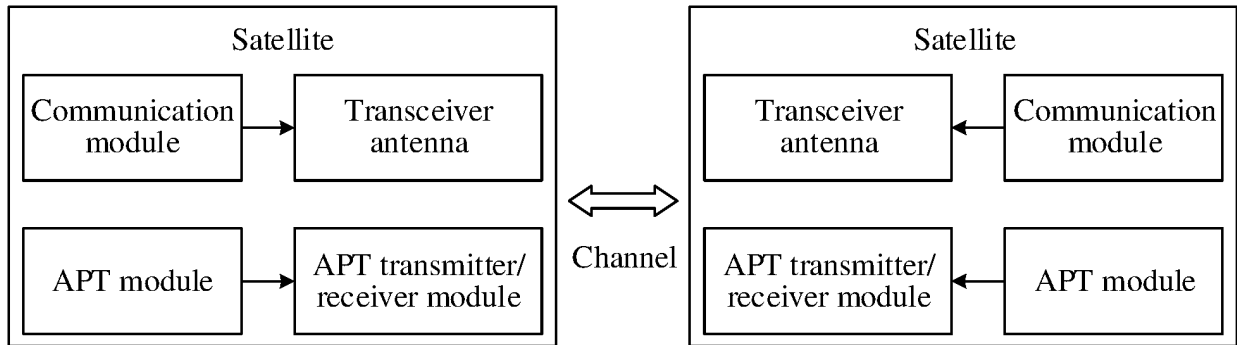 Satellite
Communication
module
Transceiver
antenna
APT module
APT transmitter/
receiver module
Channel
Satellite
Transceiver
antenna
Communication
module
APT transmitter/
receiver module
APT module